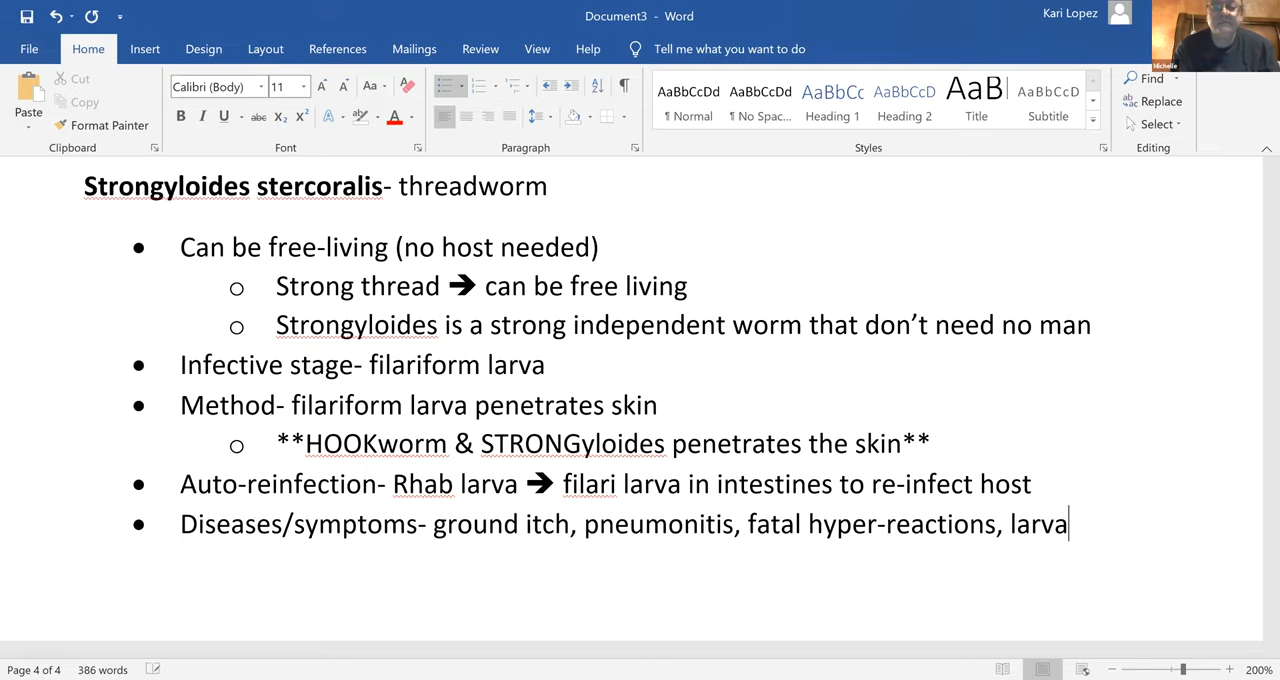 Document3 - Word
Kari Lopez
Michelle
File Home Insert Design Layout References Mailings Review View Help Tell me what you want to do
Paste
Cut
Copy
Format Painter
Clipboard
Calibri (Body) 11
Font
Paragraph
AaBbCcDd AaBbCcDd AaBbCc AaBbCcD AaB AaBbCcD
¶ Normal ¶ No Spac... Heading 1 Heading 2 Title Subtitle
Styles
Find
Replace
Select
Editing
Strongyloides stercoralis- threadworm
• Can be free-living (no host needed)
o Strong thread ➔ can be free living
o Strongyloides is a strong independent worm that don’t need no man
• Infective stage- filariform larva
• Method- filariform larva penetrates skin
o **HOOKworm & STRONGyloides penetrates the skin**
• Auto-reinfection- Rhab larva ➔ filari larva in intestines to re-infect host
• Diseases/symptoms- ground itch, pneumonitis, fatal hyper-reactions, larva
Page 4 of 4 386 words
200%